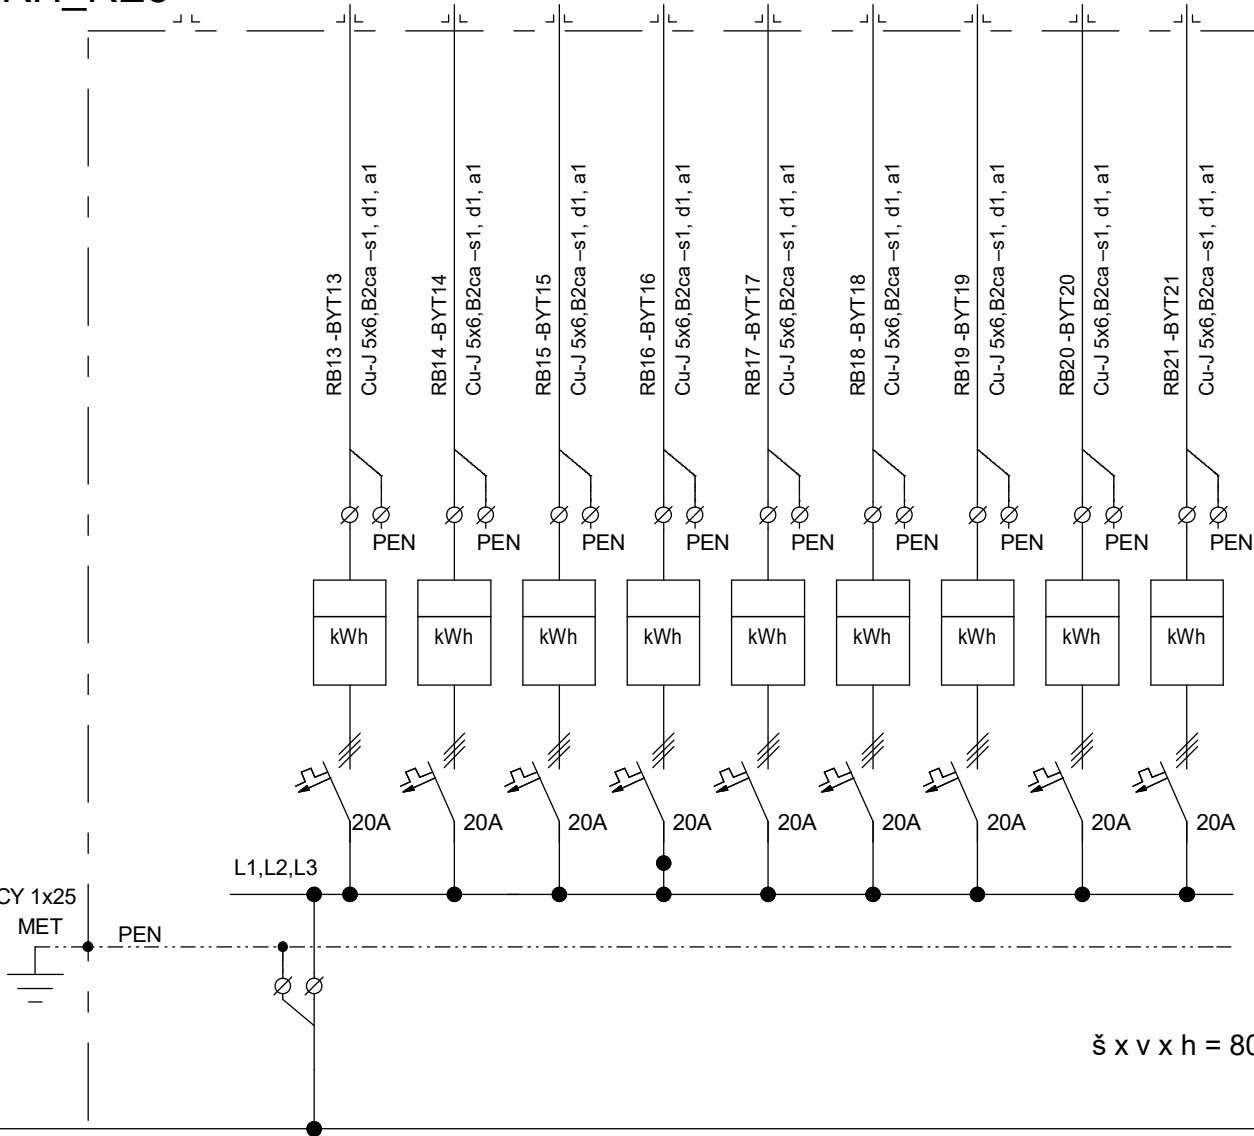 RB13 -BYT13
Cu-J 5x6,B2ca –s1, d1, a1
RB14 -BYT14
Cu-J 5x6,B2ca –s1, d1, a1
RB15 -BYT15
Cu-J 5x6,B2ca –s1, d1, a1
RB16 -BYT16
Cu-J 5x6,B2ca –s1, d1, a1
RB17 -BYT17
Cu-J 5x6,B2ca –s1, d1, a1
RB18 -BYT18
Cu-J 5x6,B2ca –s1, d1, a1
RB19 -BYT19
Cu-J 5x6,B2ca –s1, d1, a1
RB20 -BYT20
Cu-J 5x6,B2ca –s1, d1, a1
RB21 -BYT21
Cu-J 5x6,B2ca –s1, d1, a1
PEN PEN PEN PEN PEN PEN PEN PEN PEN
kWh kWh kWh kWh kWh kWh kWh kWh kWh
20A 20A 20A 20A 20A 20A 20A 20A 20A
L1,L2,L3
CY 1x25
MET
PEN
š x v x h = 80